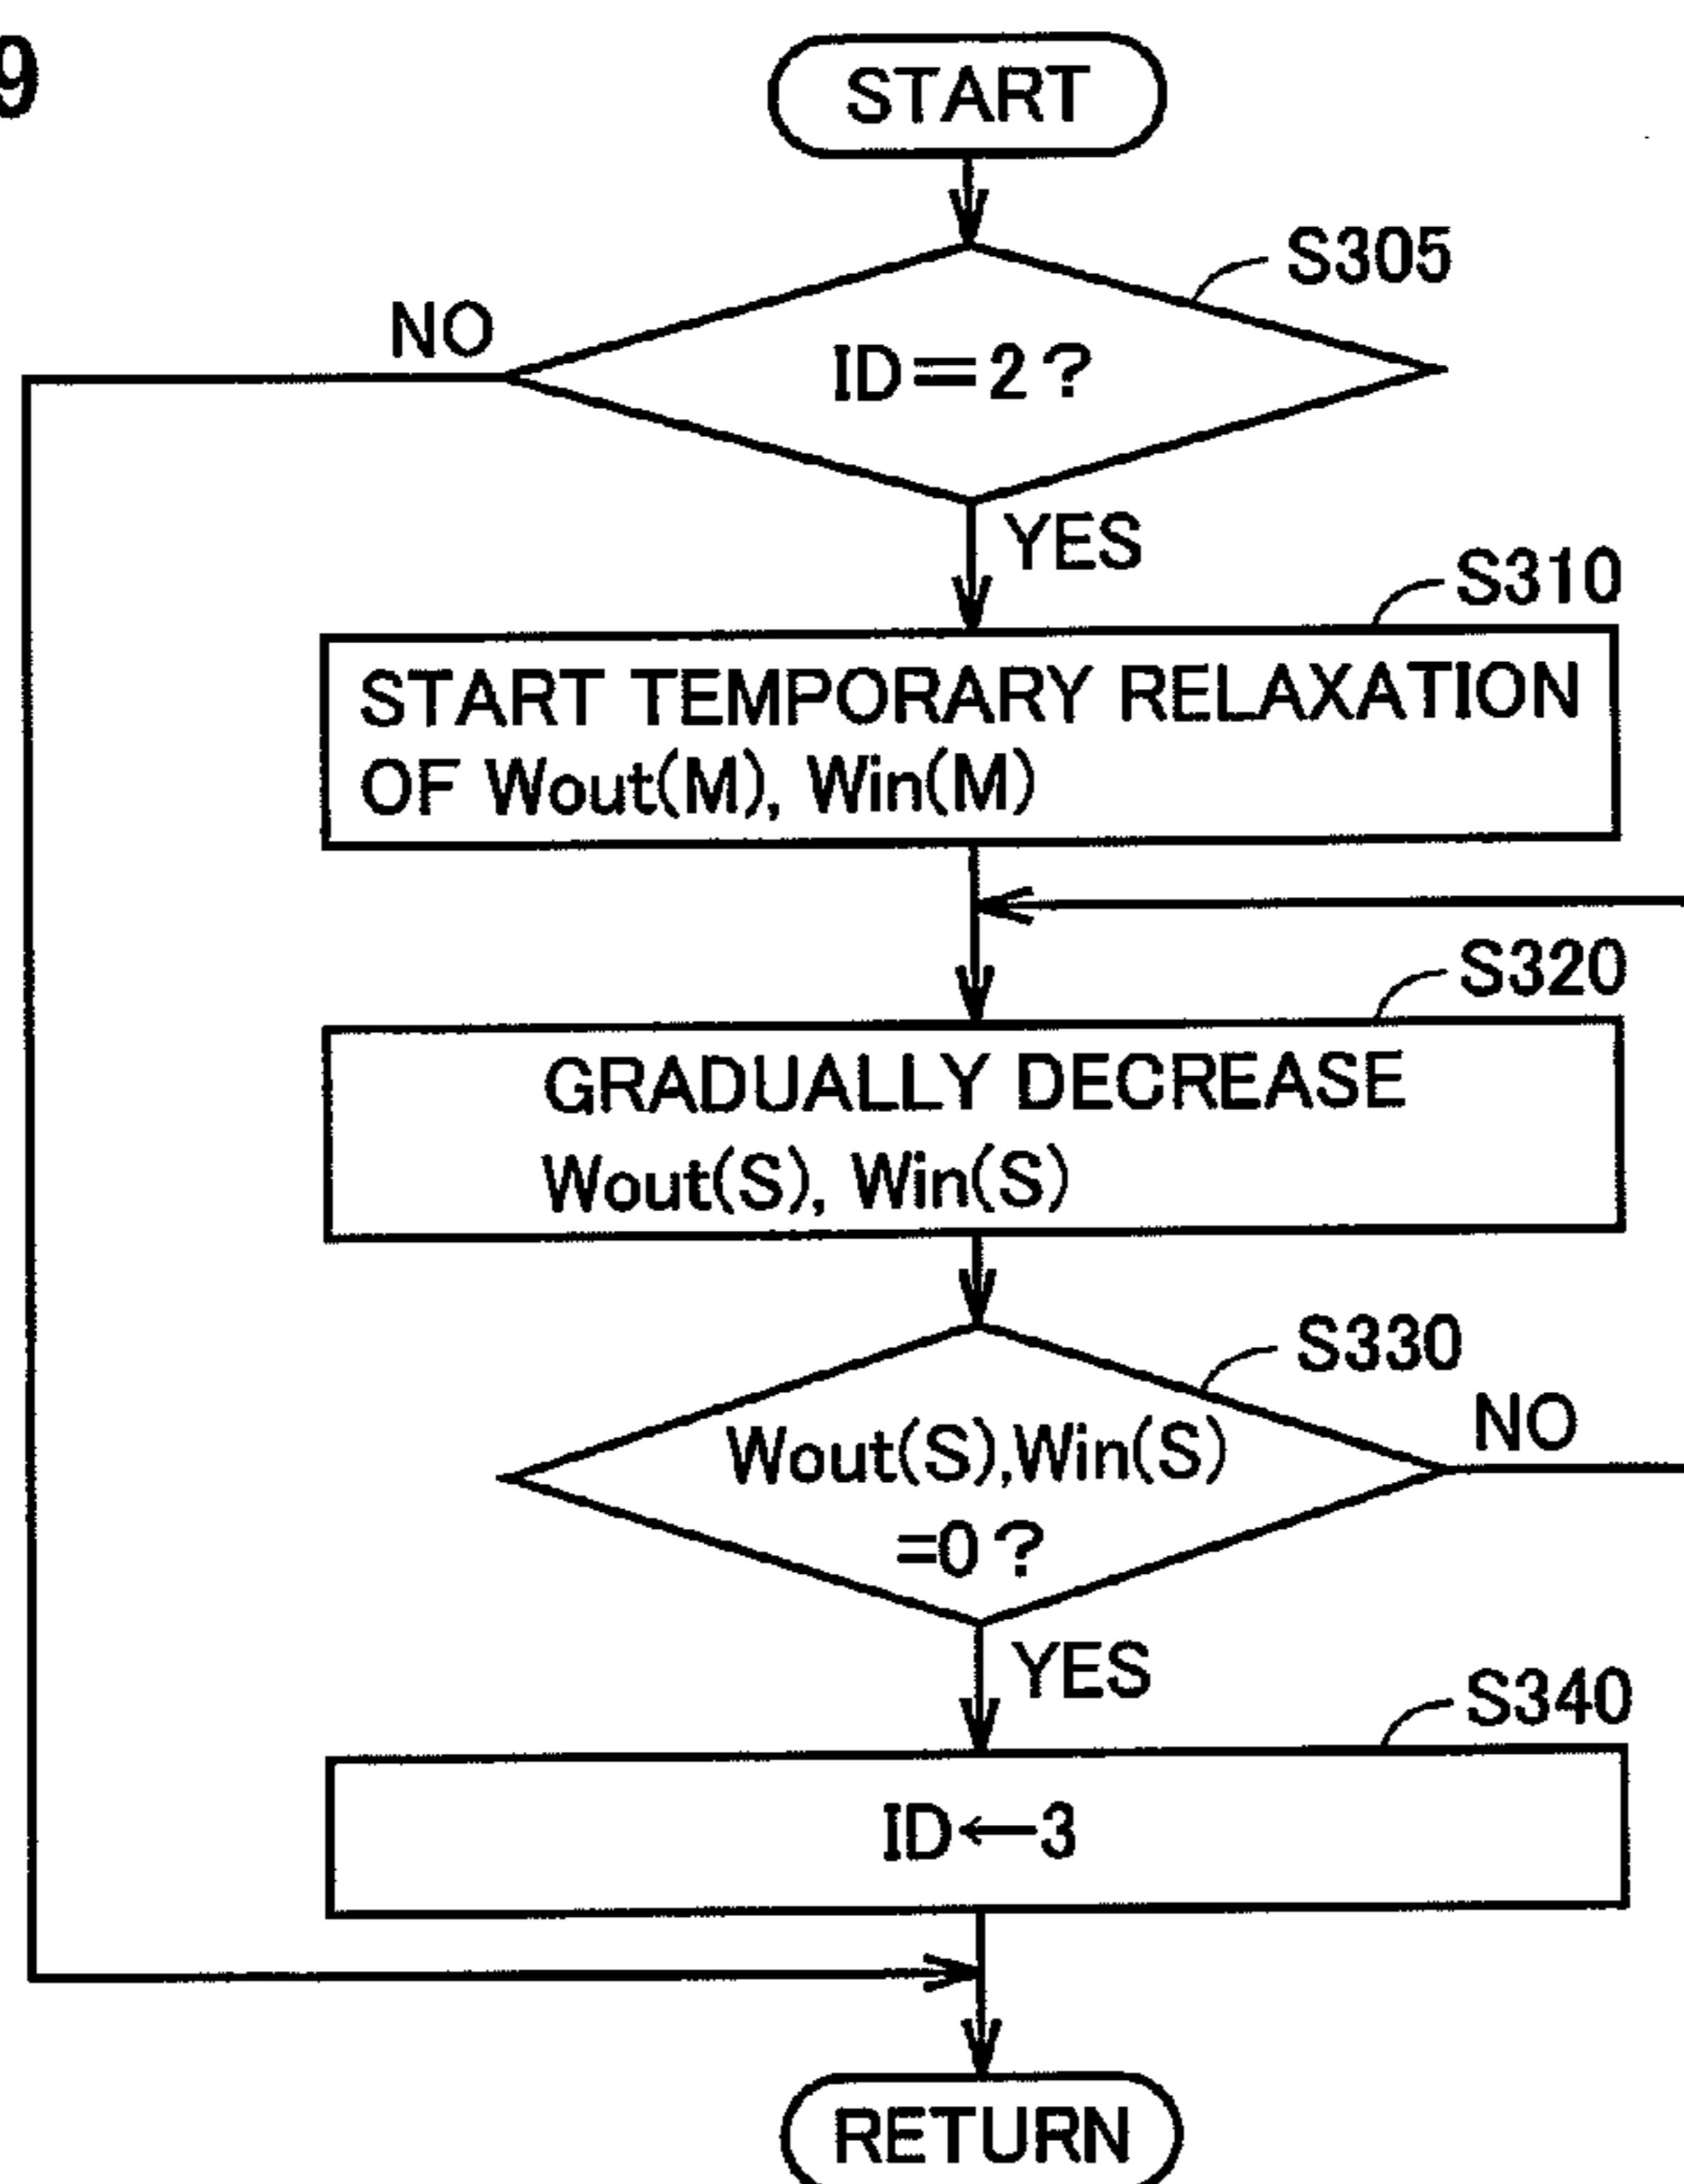 9
START
S305
NO
ID=2?
YES
S310
START TEMPORARY RELAXATION
OF Wout(M), Win(M)
S320
GRADUALLY DECREASE
Wout(S), Win(S)
S330
Wout(S),Win(S)
NO
=0?
YES
S340
ID←3
RETURN